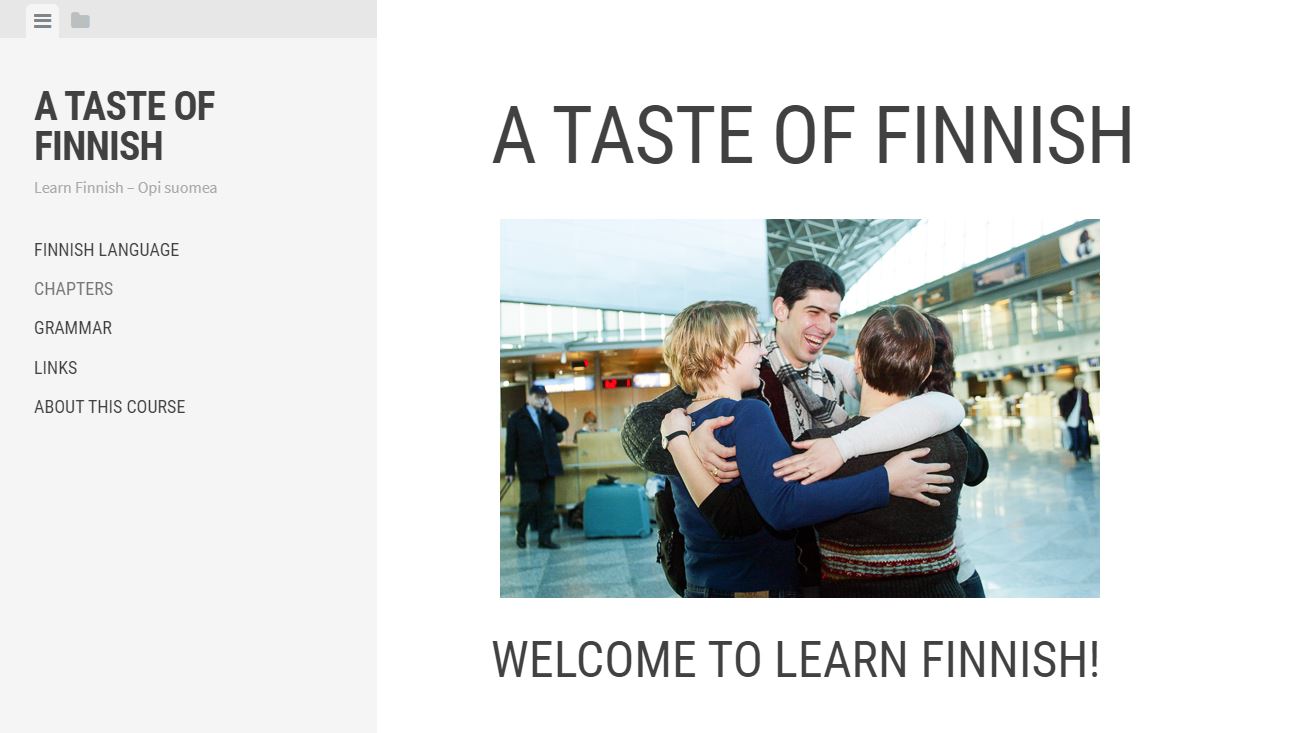 A TASTE OF
FINNISH
Learn Finnish – Opi suomea
FINNISH LANGUAGE
CHAPTERS
GRAMMAR
LINKS
ABOUT THIS COURSE
A TASTE OF FINNISH
WELCOME TO LEARN FINNISH!